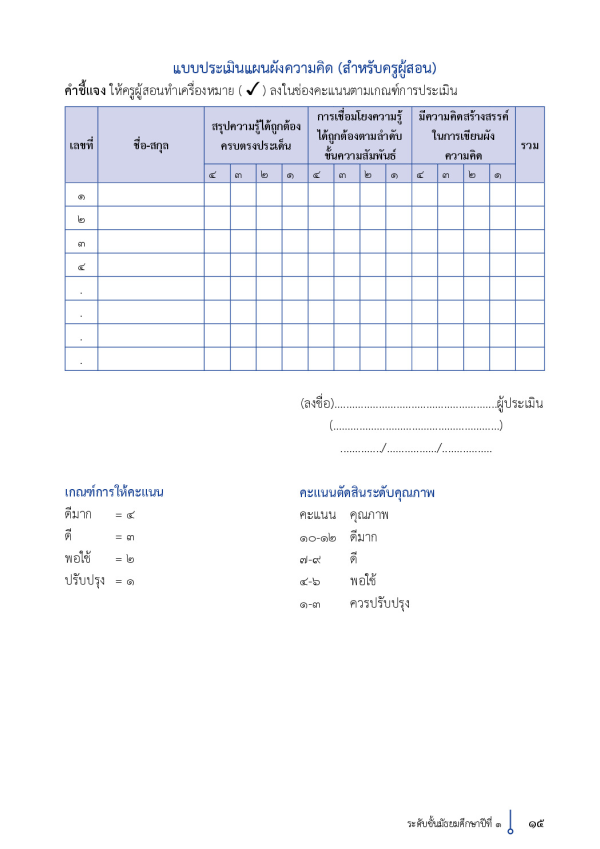 แบบประเมินแผนผังความคิด (สำหรับครูผู้สอน)
คำชี้แจง ให้ครูผู้สอนทำเครื่องหมาย ( ✓ ) ลงในช่องคะแนนตามเกณฑ์การประเมิน
เลขที่
ชื่อ-สกุล
สรุปความรู้ได้ถูกต้อง
ครบตรงประเด็น
การเชื่อมโยงความรู้
ได้ถูกต้องตามลำดับ
ขั้นความสัมพันธ์
มีความคิดสร้างสรรค์
ในการเขียนผัง
ความคิด
รวม
๔ ๓ ๒ ๑ ๔ ๓ ๒ ๑ ๔ ๓ ๒ ๑
๑
๒
๓
๔
.
.
.
.
(ลงชื่อ).....................................................ผู้ประเมิน
(......................................................)
............./................/................
เกณฑ์การให้คะแนน
ดีมาก = ๔
ดี = ๓
พอใช้ = ๒
ปรับปรุง = ๑
คะแนนตัดสินระดับคุณภาพ
คะแนน คุณภาพ
๑๐-๑๒ ดีมาก
๗-๙ ดี
๔-๖ พอใช้
๑-๓ ควรปรับปรุง
ระดับชั้นมัธยมศึกษาปีที่ ๑ ๑๕